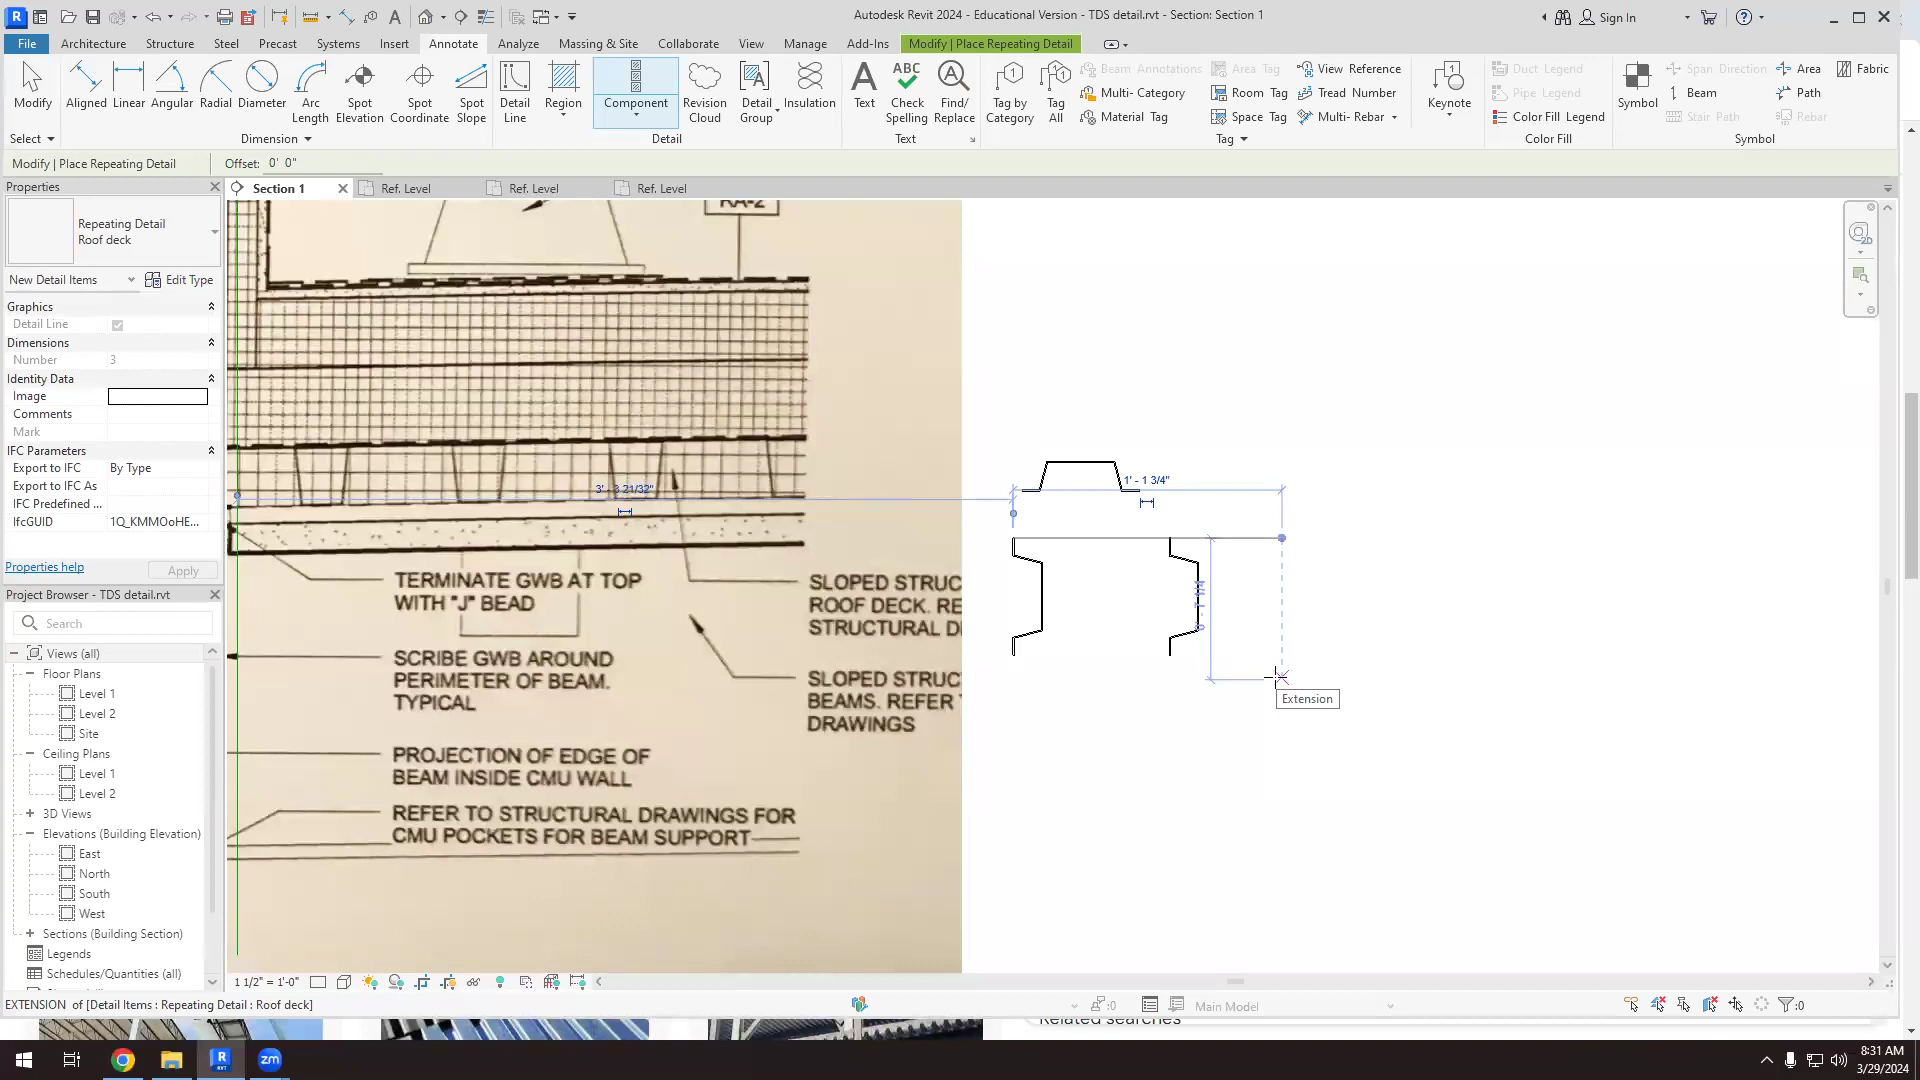 Autodesk Revit 2024 - Educational Version - TDS detail.rvt - Section: Section 1
Sign In
File Architecture Structure Steel Precast Systems Insert Annotate Analyze Massing & Site Collaborate View Manage Add-Ins Modify | Place Repeating Detail
Modify
Aligned
Linear
Angular
Radial
Diameter
Arc Length
Spot Elevation
Spot Coordinate
Spot Slope
Detail Line
Region
Component
Revision Cloud
Detail Group
Insulation
Text
ABC
Check Spelling
Find/ Replace
Tag by Category
Tag All
Beam Annotations
Multi- Category
Material Tag
Area Tag
Room Tag
Space Tag
View Reference
Tread Number
Multi- Rebar
Keynote
Duct Legend
Pipe Legend
Color Fill Legend
Symbol
Span Direction
Beam
Stair Path
Area
Path
Rebar
Fabric
Select
Dimension
Detail
Text
Tag
Color Fill
Symbol
Modify | Place Repeating Detail
Offset: 0' 0"
Properties
Section 1
Ref. Level
Ref. Level
Ref. Level
Repeating Detail
Roof deck
New Detail Items
Edit Type
Graphics
Detail Line
Dimensions
Number 3
Identity Data
Image
Comments
Mark
IFC Parameters
Export to IFC By Type
Export to IFC As
IFC Predefined ...
IfcGUID 1Q_KMMOoHE...
Properties help
Apply
Project Browser - TDS detail.rvt
Search
Views (all)
Floor Plans
Level 1
Level 2
Site
Ceiling Plans
Level 1
Level 2
3D Views
Elevations (Building Elevation)
East
North
South
West
Sections (Building Section)
Legends
Schedules/Quantities (all)
RA-2
3' - 3 21/32"
1' - 1 3/4"
Extension
TERMINATE GWB AT TOP
WITH "J" BEAD
SCRIBE GWB AROUND
PERIMETER OF BEAM.
TYPICAL
PROJECTION OF EDGE OF
BEAM INSIDE CMU WALL
REFER TO STRUCTURAL DRAWINGS FOR
CMU POCKETS FOR BEAM SUPPORT
SLOPED STRUC
ROOF DECK. RE
STRUCTURAL D
SLOPED STRUC
BEAMS. REFER
DRAWINGS
1 1/2" = 1'-0"
EXTENSION of [Detail Items : Repeating Detail : Roof deck]
:0
Main Model
:0
Related searches
8:31 AM
3/29/2024